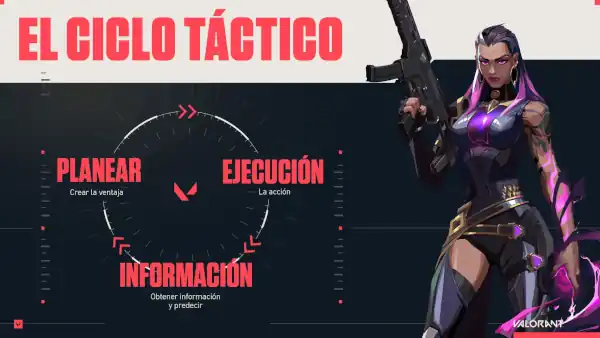 EL CICLO TÁCTICO
PLANEAR
Crear la ventaja
EJECUCIÓN
La acción
INFORMACIÓN
Obtener información
y predecir
VALORANT